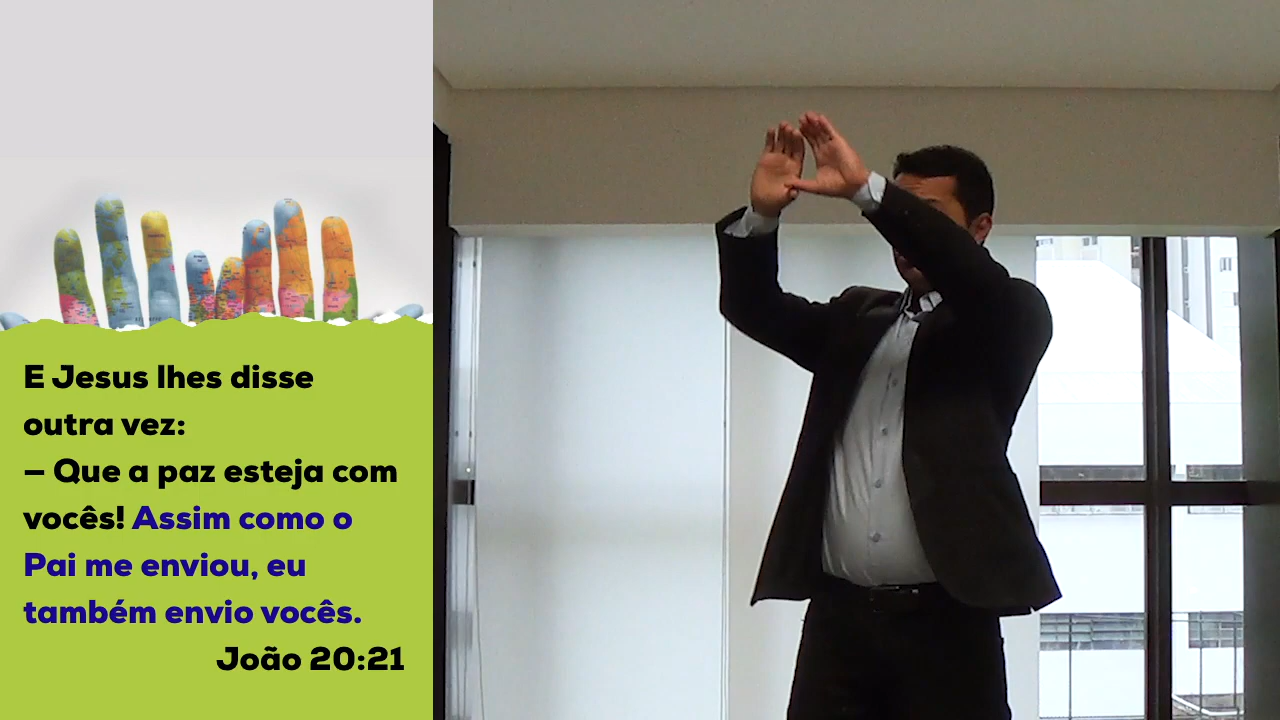 E Jesus lhes disse
outra vez:
– Que a paz esteja com
vocês! Assim como o
Pai me enviou, eu
também envio vocês.
João 20:21